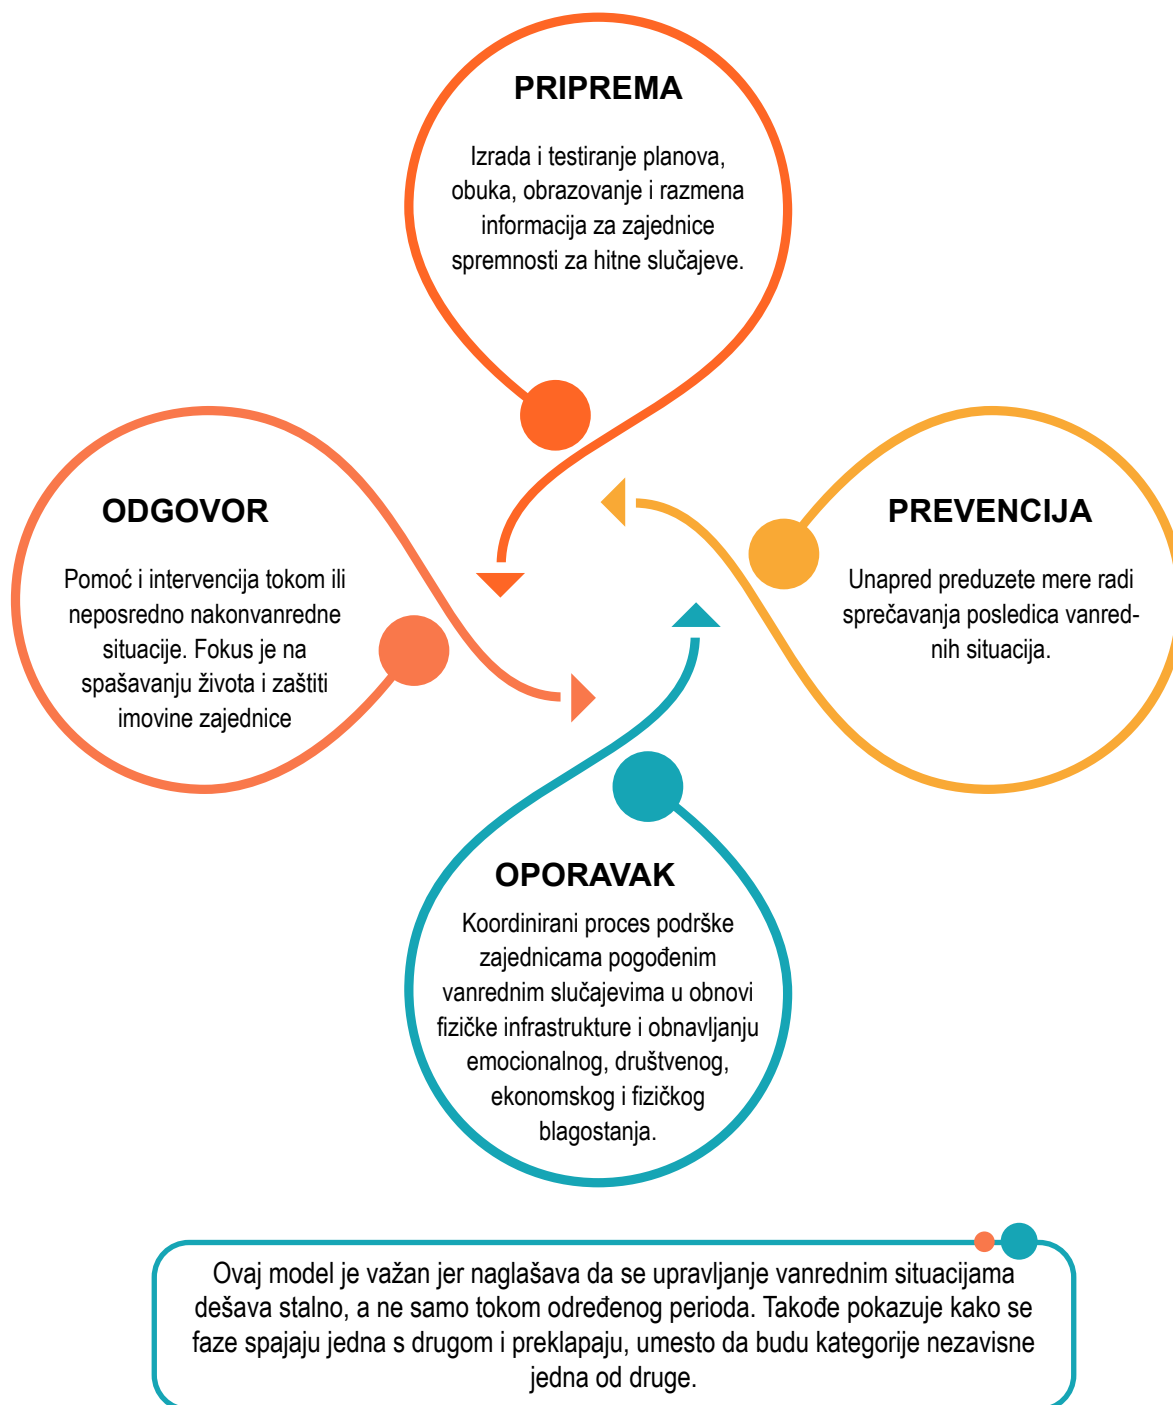 PRIPREMA
Izrada i testiranje planova,
obuka, obrazovanje i razmena
informacija za zajednice
spremnosti za hitne slučajeve.
ODGOVOR
Pomoć i intervencija tokom ili
neposredno nakonvanredne
situacije. Fokus je na
spašavanju života i zaštiti
imovine zajednice
PREVENCIJA
Unapred preduzete mere radi
sprečavanja posledica vanred-
nih situacija.
OPORAVAK
Koordinirani proces podrške
zajednicama pogođenim
vanrednim slučajevima u obnovi
fizičke infrastrukture i obnavljanju
emocionalnog, društvenog,
ekonomskog i fizičkog
blagostanja.
Ovaj model je važan jer naglašava da se upravljanje vanrednim situacijama
dešava stalno, a ne samo tokom određenog perioda. Takođe pokazuje kako se
faze spajaju jedna s drugom i preklapaju, umesto da budu kategorije nezavisne
jedna od druge.